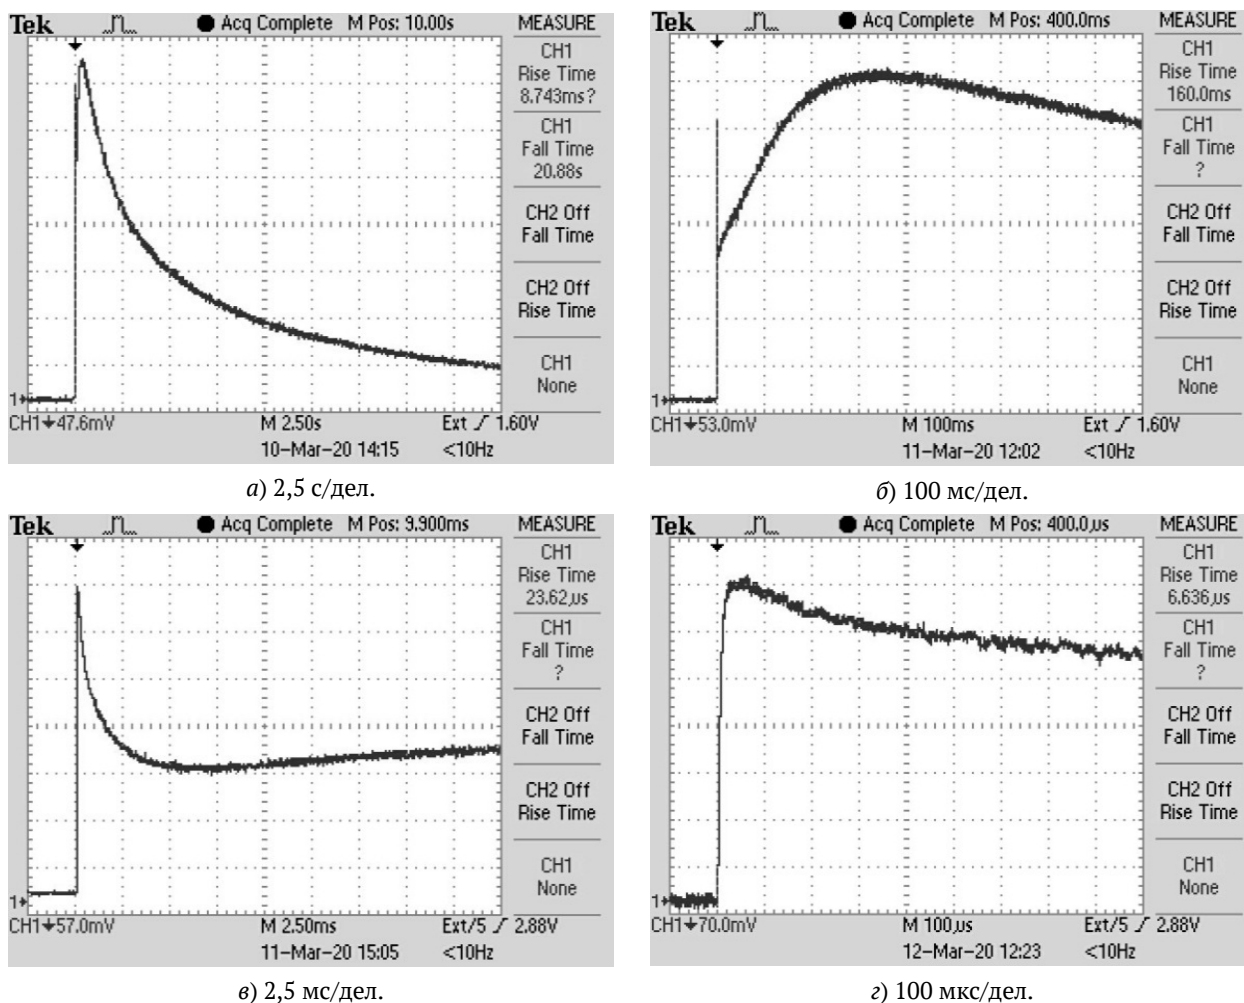 Tek Acq Complete M Pos: 10.00s MEASURE
CH1
Rise Time
8.743ms?
CH1
Fall Time
20.88s
CH2 Off
Fall Time
CH2 Off
Rise Time
CH1
None
1
CH1 47.6mV M 2.50s Ext 1.60V
10-Mar-20 14:15 <10Hz
а) 2,5 с/дел.
Tek Acq Complete M Pos: 400.0ms MEASURE
CH1
Rise Time
160.0ms
CH1
Fall Time
?
CH2 Off
Fall Time
CH2 Off
Rise Time
CH1
None
1
CH1 53.0mV M 100ms Ext 1.60V
11-Mar-20 12:02 <10Hz
б) 100 мс/дел.
Tek Acq Complete M Pos: 9.900ms MEASURE
CH1
Rise Time
23.62µs
CH1
Fall Time
?
CH2 Off
Fall Time
CH2 Off
Rise Time
CH1
None
1
CH1 57.0mV M 2.50ms Ext/5 2.88V
11-Mar-20 15:05 <10Hz
в) 2,5 мс/дел.
Tek Acq Complete M Pos: 400.0µs MEASURE
CH1
Rise Time
6.636µs
CH1
Fall Time
?
CH2 Off
Fall Time
CH2 Off
Rise Time
CH1
None
1
CH1 70.0mV M 100µs Ext/5 2.88V
12-Mar-20 12:23 <10Hz
г) 100 мкс/дел.